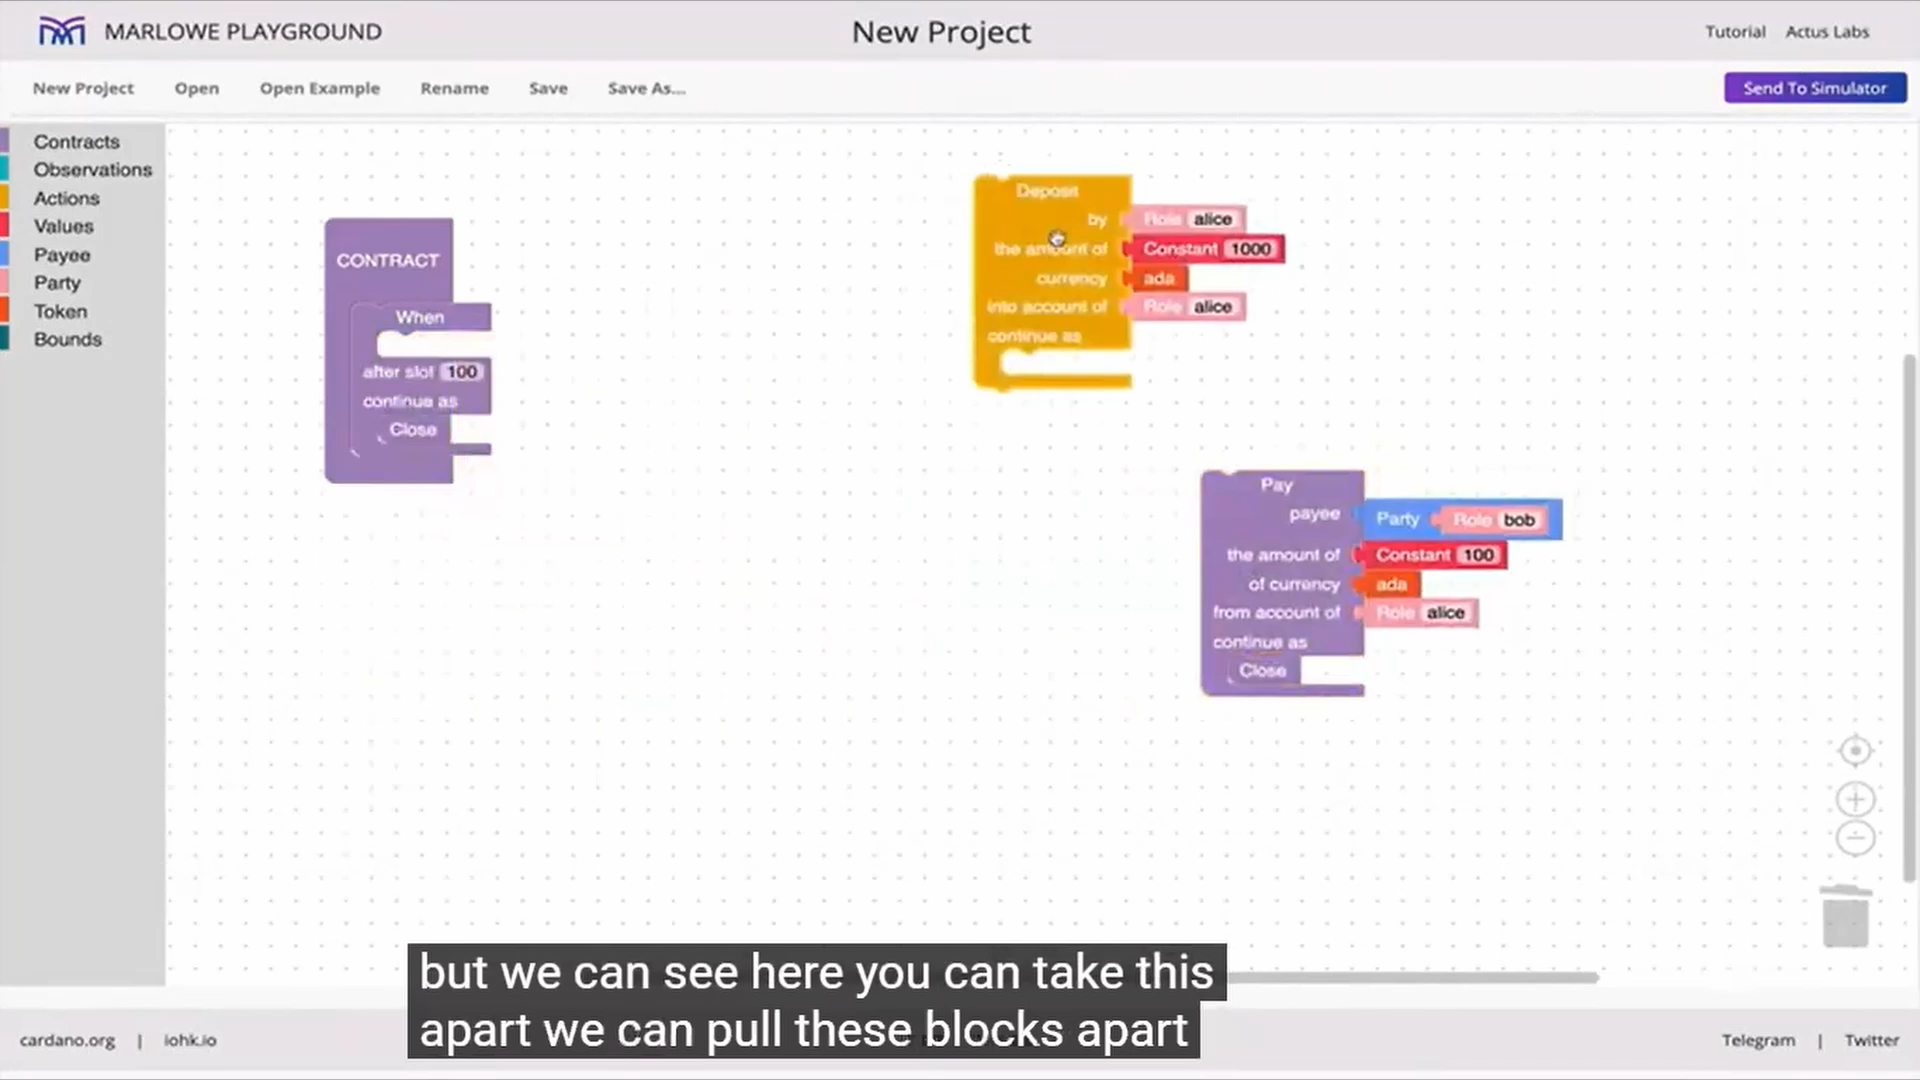 MARLOWE PLAYGROUND
New Project
Tutorial
Actus Labs
New Project
Open
Open Example
Rename
Save
Save As...
Send To Simulator
Contracts
Observations
Actions
Values
Payee
Party
Token
Bounds
CONTRACT
When
after slot 100
continue as
Close
Deposit
by Role alice
the amount of Constant 1000
currency ada
into account of Role alice
continue as
Pay
payee Party Role bob
the amount of Constant 100
of currency ada
from account of Role alice
continue as
Close
but we can see here you can take this
apart we can pull these blocks apart
cardano.org | iohk.io
Telegram | Twitter